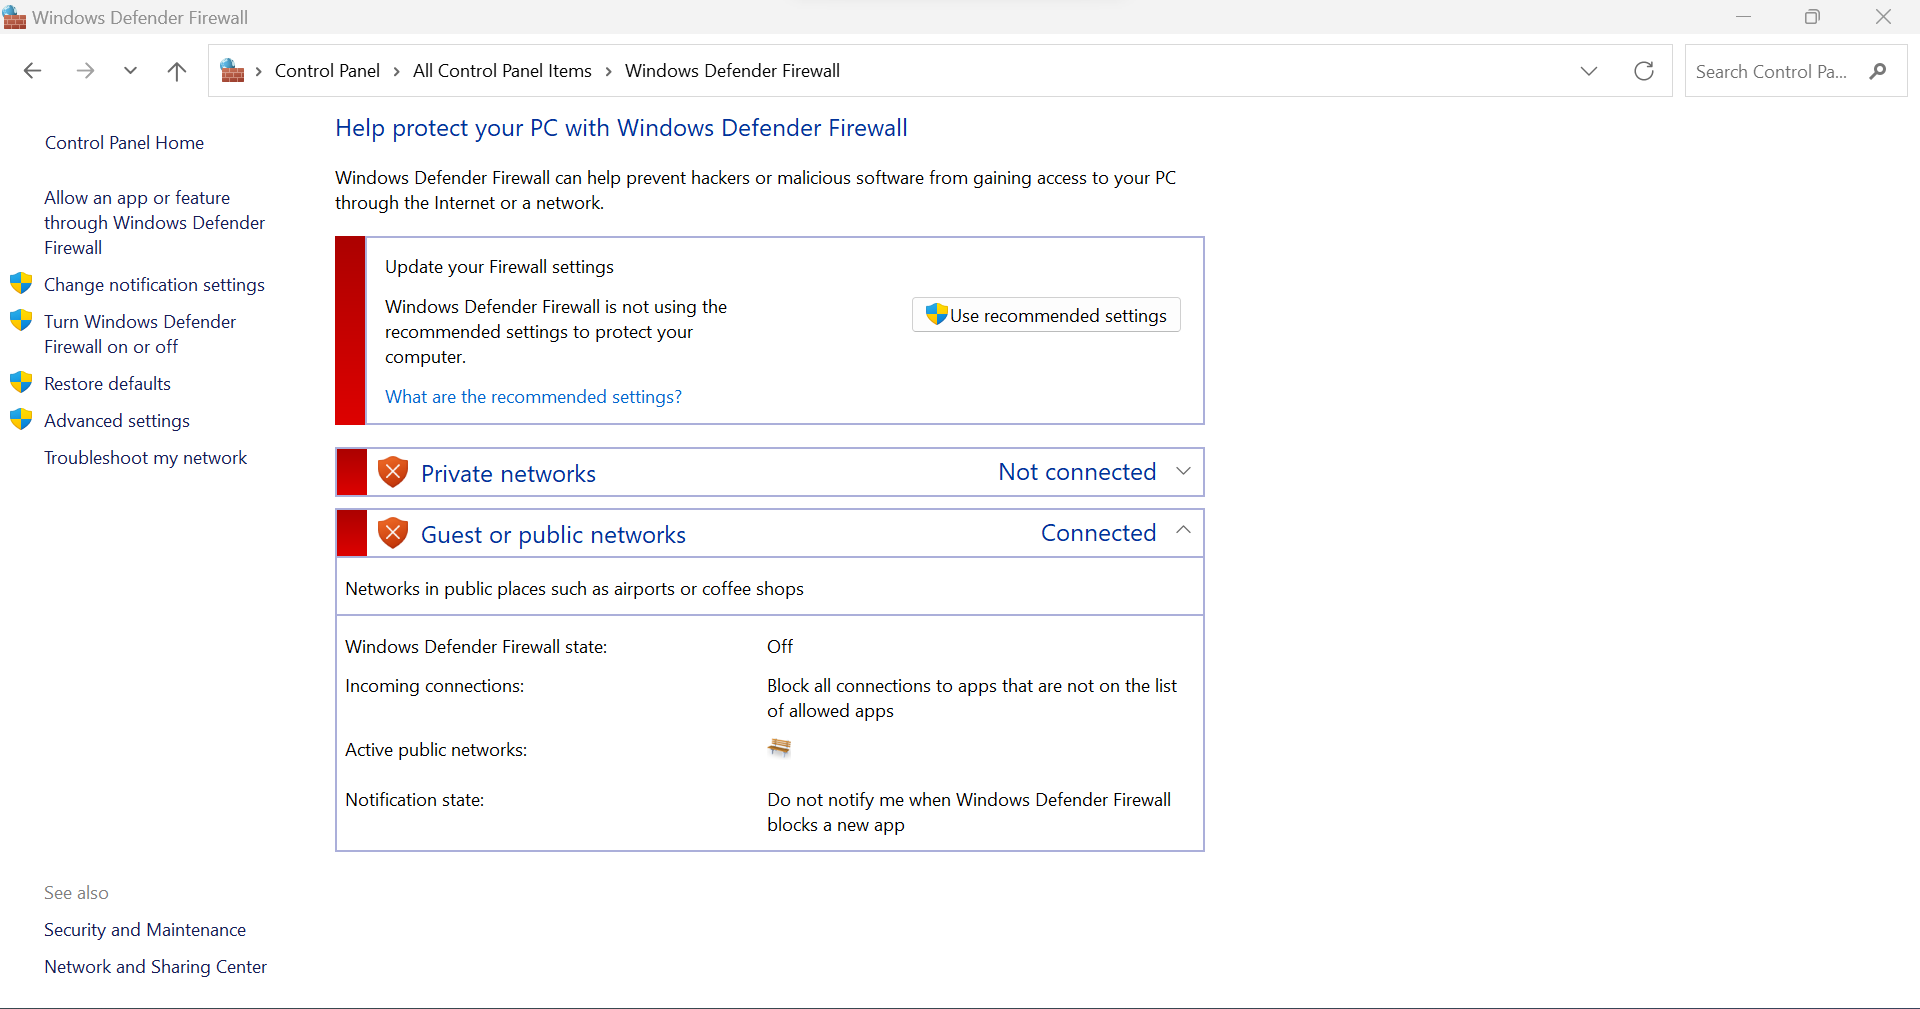 Windows Defender Firewall
Control Panel > All Control Panel Items > Windows Defender Firewall
Search Control Pa...
Control Panel Home
Allow an app or feature
through Windows Defender
Firewall
Change notification settings
Turn Windows Defender
Firewall on or off
Restore defaults
Advanced settings
Troubleshoot my network
Help protect your PC with Windows Defender Firewall
Windows Defender Firewall can help prevent hackers or malicious software from gaining access to your PC
through the Internet or a network.
Update your Firewall settings
Windows Defender Firewall is not using the
recommended settings to protect your
computer.
Use recommended settings
What are the recommended settings?
Private networks
Not connected
Guest or public networks
Connected
Networks in public places such as airports or coffee shops
Windows Defender Firewall state:
Off
Incoming connections:
Block all connections to apps that are not on the list
of allowed apps
Active public networks:
Notification state:
Do not notify me when Windows Defender Firewall
blocks a new app
See also
Security and Maintenance
Network and Sharing Center